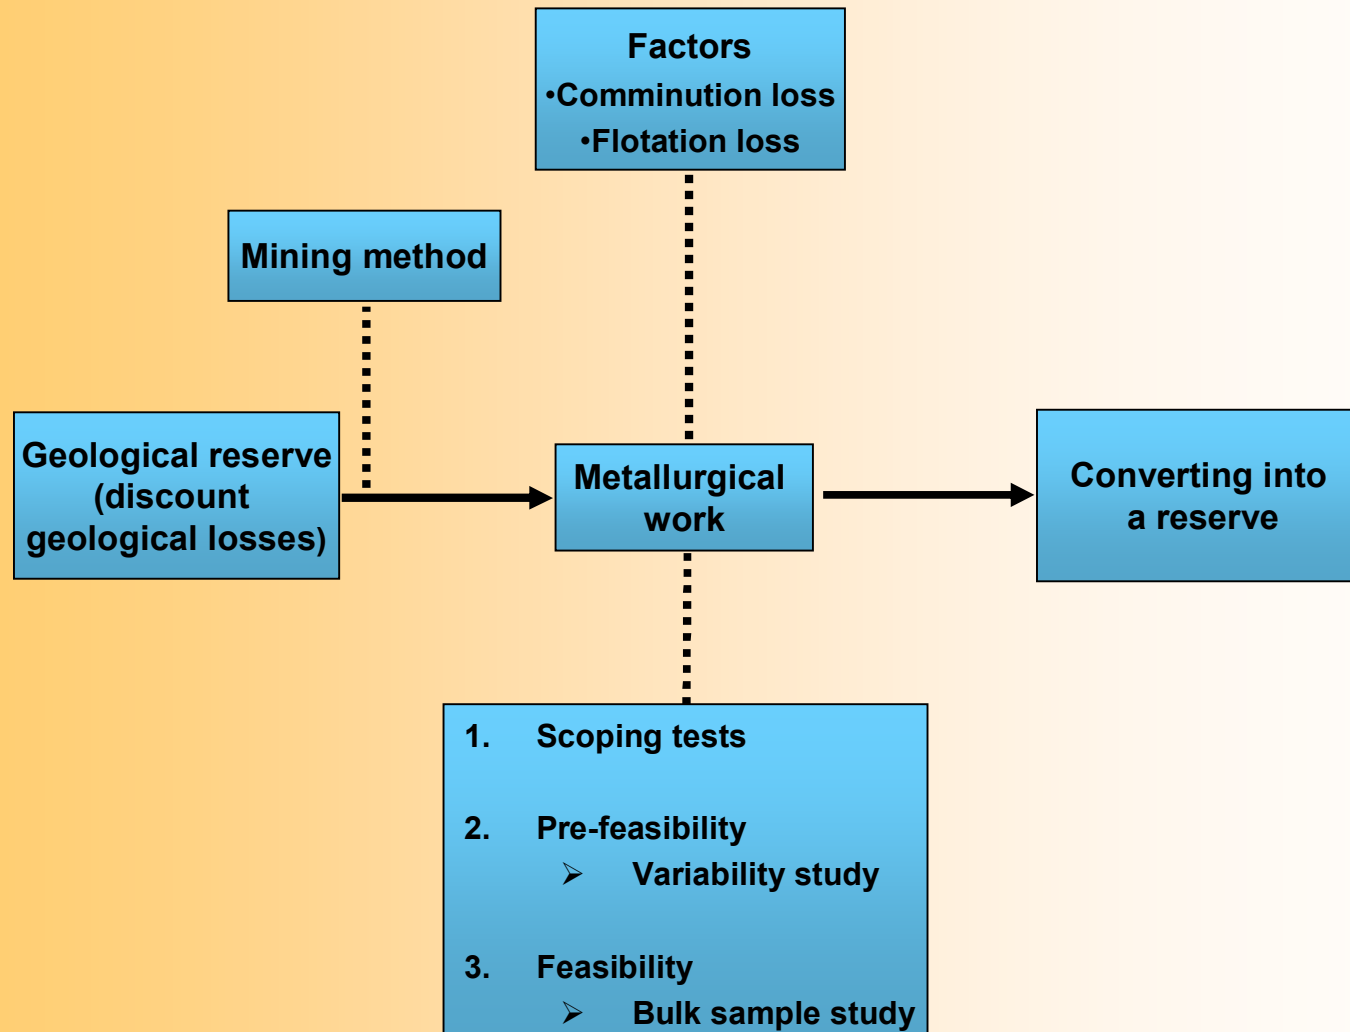 Factors
•Comminution loss
•Flotation loss
Mining method
Geological reserve
(discount
geological losses)
Metallurgical
work
Converting into
a reserve
1. Scoping tests
2. Pre-feasibility
➢ Variability study
3. Feasibility
➢ Bulk sample study